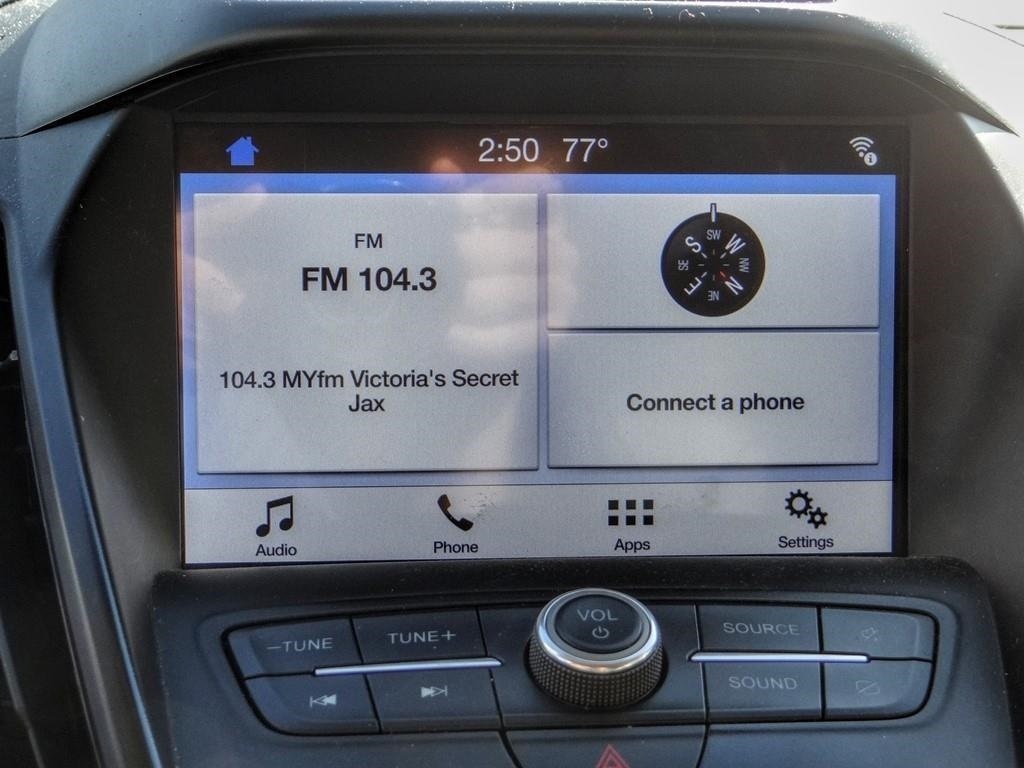 2:50 77°
FM
FM 104.3
104.3 MYfm Victoria's Secret
Jax
S SW W
SE NW
E NE N
Connect a phone
Audio
Phone
Apps
Settings
VOL
-TUNE
TUNE+
SOURCE
SOUND